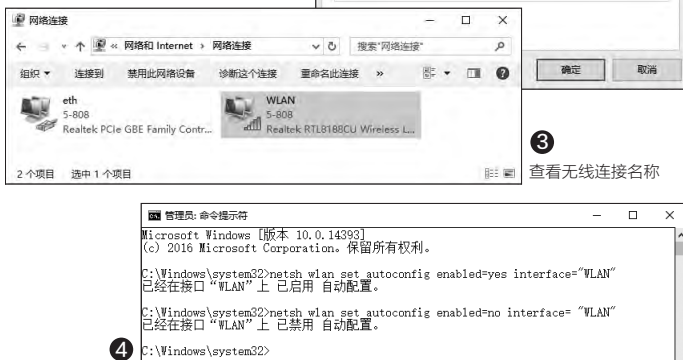 网络连接
« 网络和 Internet › 网络连接
搜索"网络连接"
组织 连接到 禁用此网络设备 诊断这个连接 重命名此连接 »
确定 取消
eth
5-808
Realtek PCIe GBE Family Contr...
WLAN
5-808
Realtek RTL8188CU Wireless L...
2 个项目 选中 1 个项目
❸
查看无线连接名称
管理员: 命令提示符
Microsoft Windows [版本 10.0.14393]
(c) 2016 Microsoft Corporation。保留所有权利。
C:\Windows\system32>netsh wlan set autoconfig enabled=yes interface="WLAN"
已经在接口“WLAN”上 已启用 自动配置。
C:\Windows\system32>netsh wlan set autoconfig enabled=no interface= "WLAN"
已经在接口“WLAN”上 已禁用 自动配置。
❹
C:\Windows\system32>